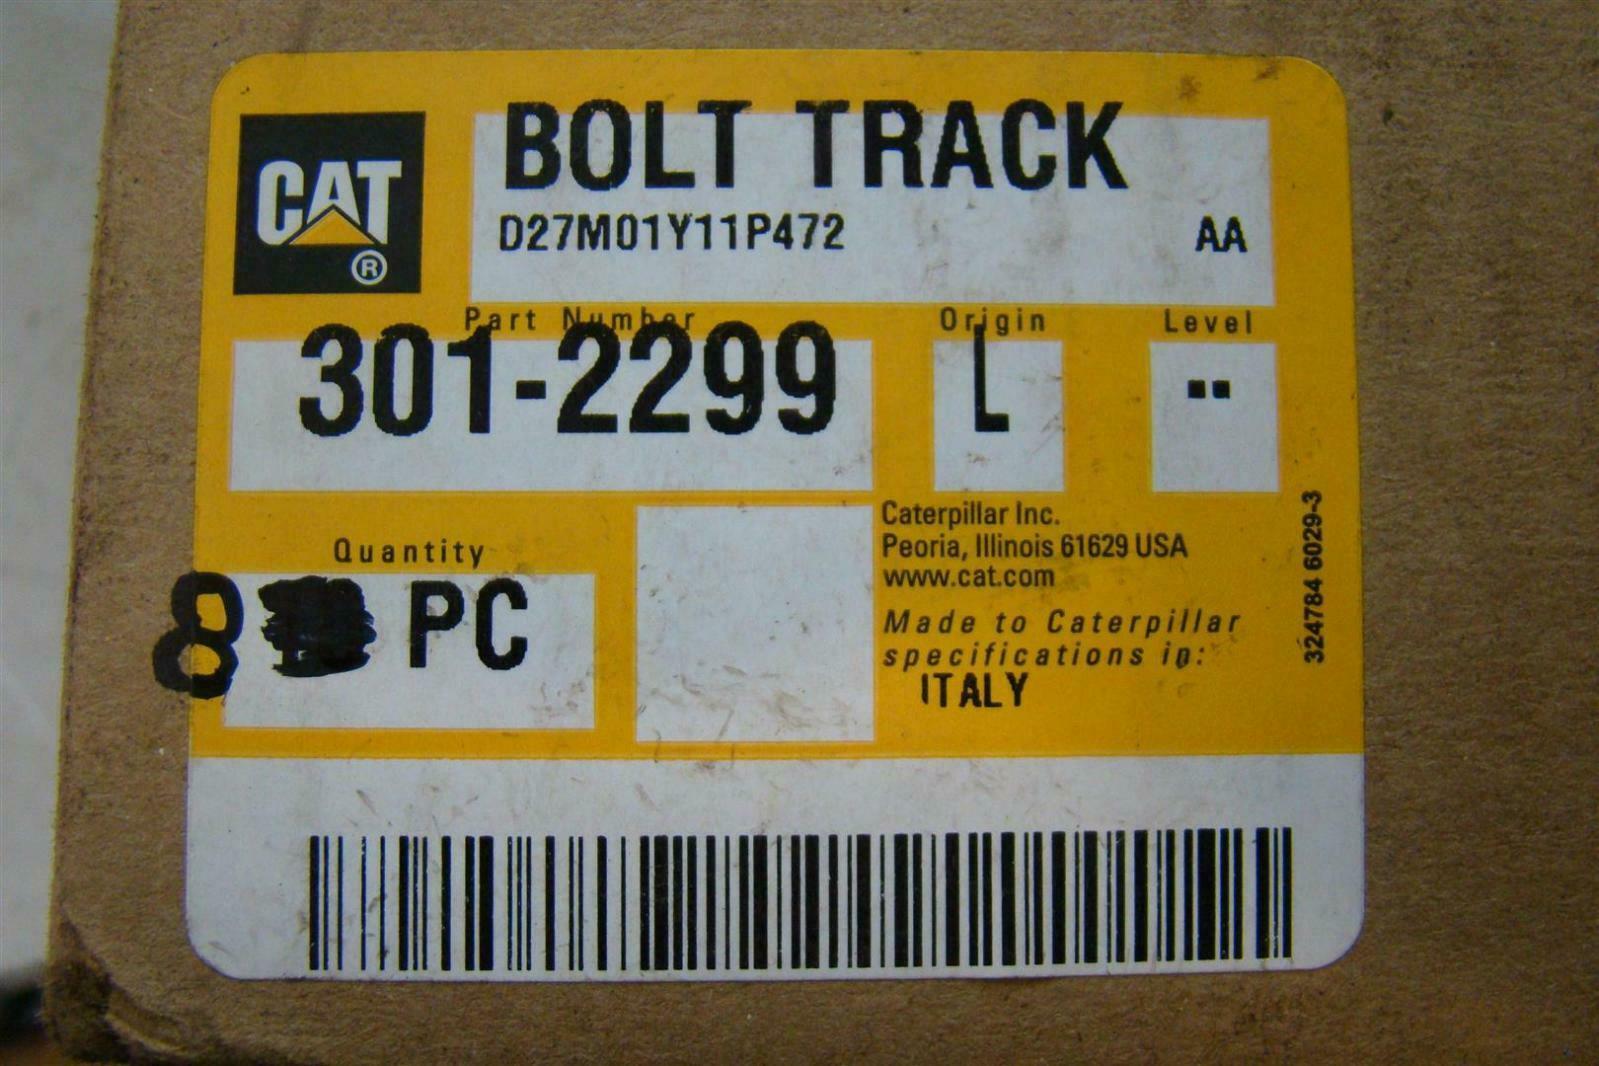 CAT
®
BOLT TRACK
D27M01Y11P472 AA
Part Number Origin Level
301-2299 L --
Quantity
8 PC
Caterpillar Inc.
Peoria, Illinois 61629 USA
www.cat.com
Made to Caterpillar
specifications in:
ITALY
324784 6029-3